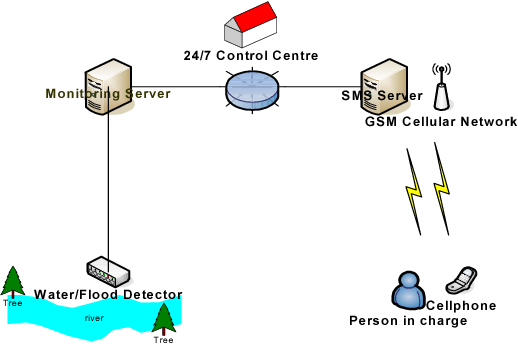 24/7 Control Centre
Monitoring Server
SMS Server
GSM Cellular Network
Water/Flood Detector
Tree
river
Tree
Cellphone
Person in charge